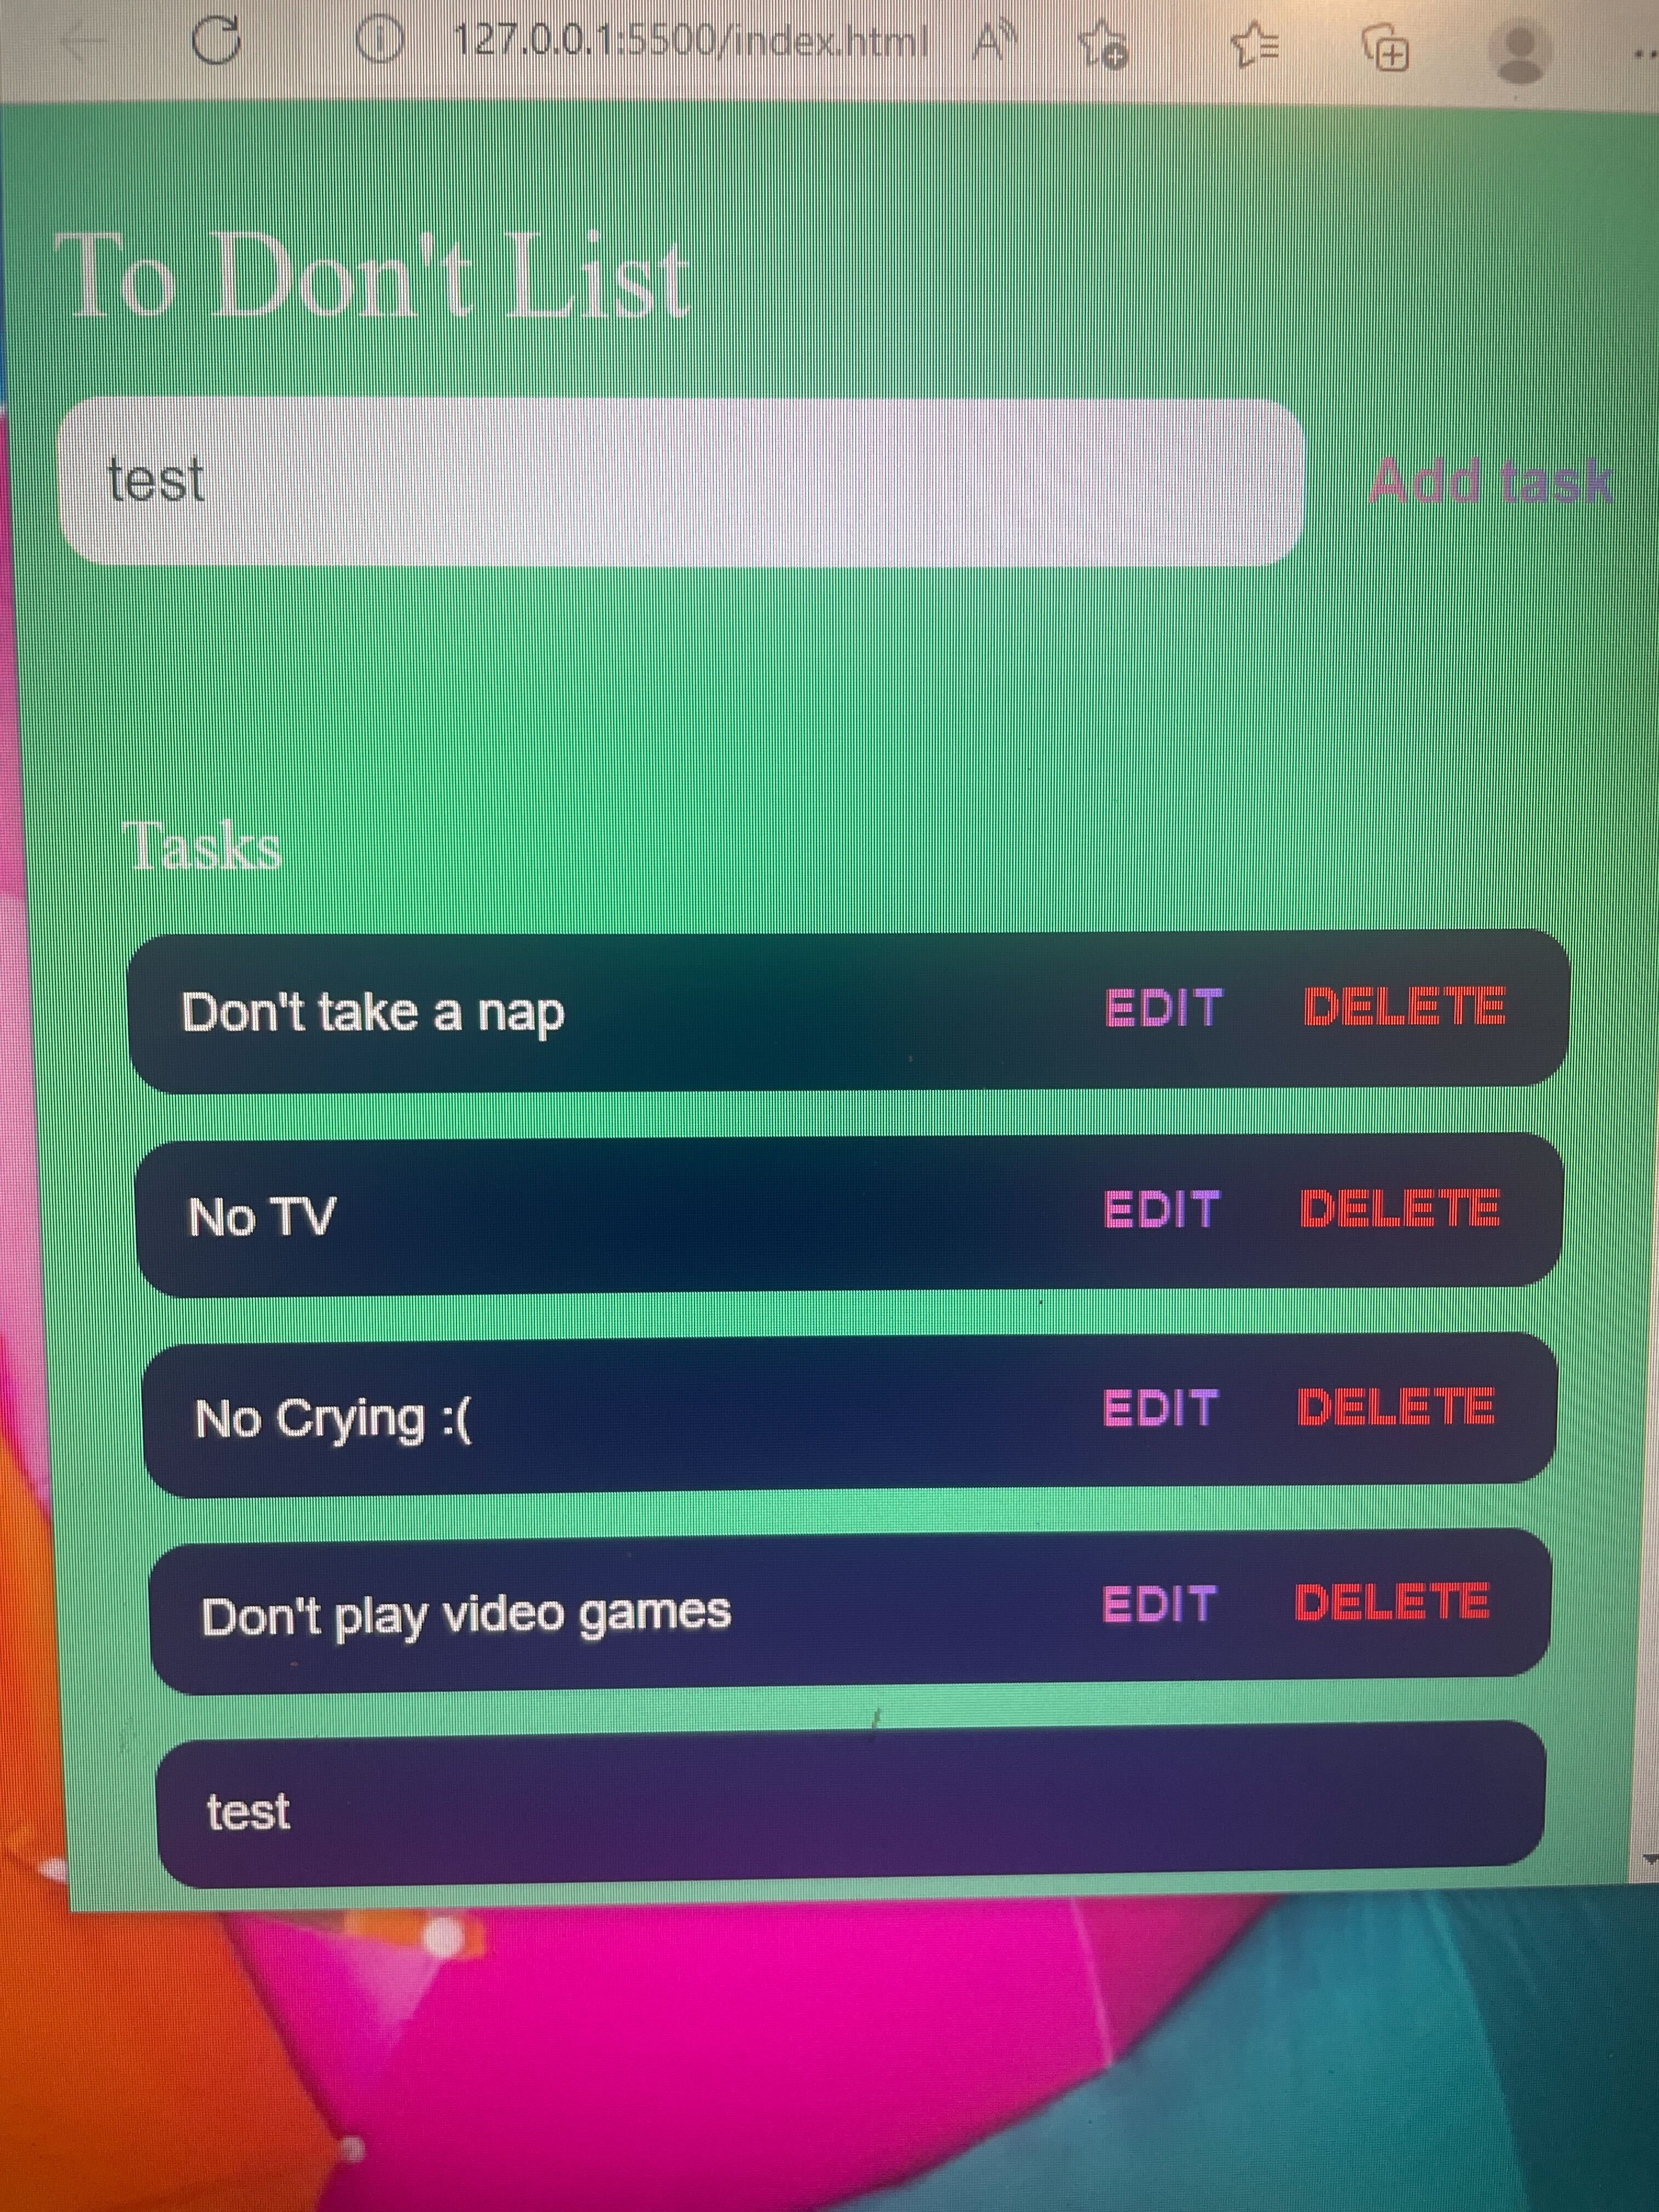 127.0.0.1:5500/index.html
To Don't List
test
Add task
Tasks
Don't take a nap EDIT DELETE
No TV EDIT DELETE
No Crying :( EDIT DELETE
Don't play video games EDIT DELETE
test